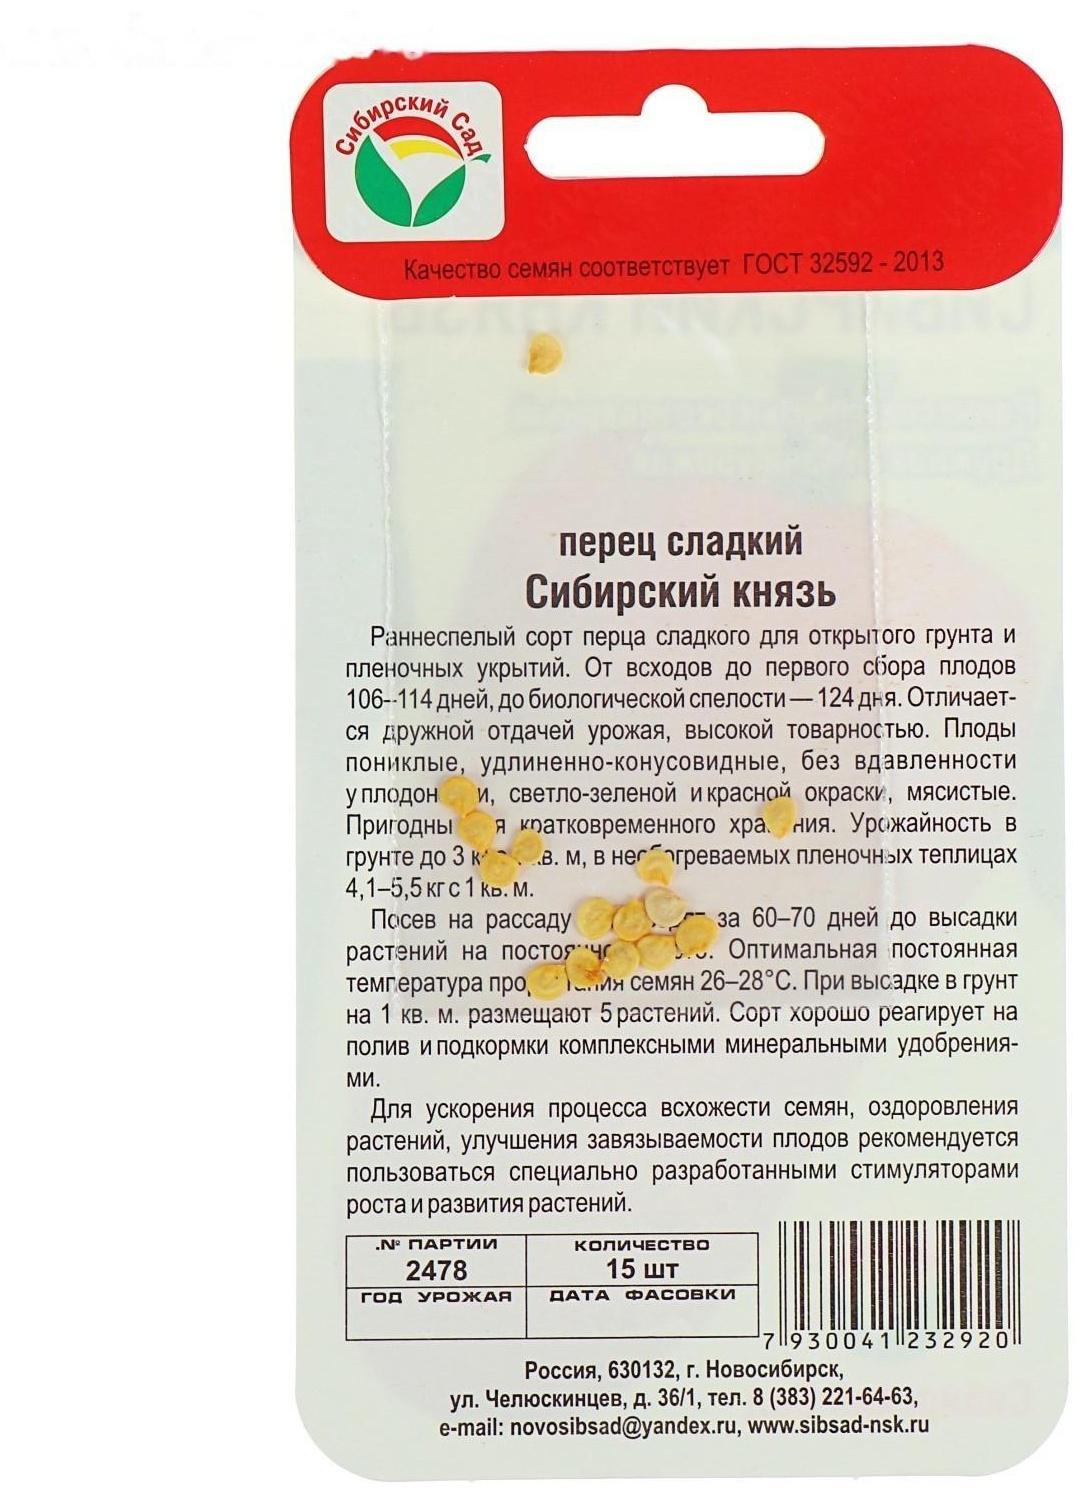 Сибирский Сад
Качество семян соответствует ГОСТ 32592 - 2013
перец сладкий
Сибирский князь
Раннеспелый сорт перца сладкого для открытого грунта и
пленочных укрытий. От всходов до первого сбора плодов
106–114 дней, до биологической спелости — 124 дня. Отличает-
ся дружной отдачей урожая, высокой товарностью. Плоды
пониклые, удлиненно-конусовидные, без вдавленности
у плодоножки, светло-зеленой и красной окраски, мясистые.
Пригодны для кратковременного хранения. Урожайность в
грунте до 3 кг с 1 кв. м, в необогреваемых пленочных теплицах
4,1–5,5 кг с 1 кв. м.
Посев на рассаду за 60–70 дней до высадки
растений на постоянное место. Оптимальная постоянная
температура прорастания семян 26–28°С. При высадке в грунт
на 1 кв. м. размещают 5 растений. Сорт хорошо реагирует на
полив и подкормки комплексными минеральными удобрения-
ми.
Для ускорения процесса всхожести семян, оздоровления
растений, улучшения завязываемости плодов рекомендуется
пользоваться специально разработанными стимуляторами
роста и развития растений.
.№ ПАРТИИ КОЛИЧЕСТВО
2478 15 шт
ГОД УРОЖАЯ ДАТА ФАСОВКИ
7 930041 232920
Россия, 630132, г. Новосибирск,
ул. Челюскинцев, д. 36/1, тел. 8 (383) 221-64-63,
e-mail: novosibsad@yandex.ru, www.sibsad-nsk.ru